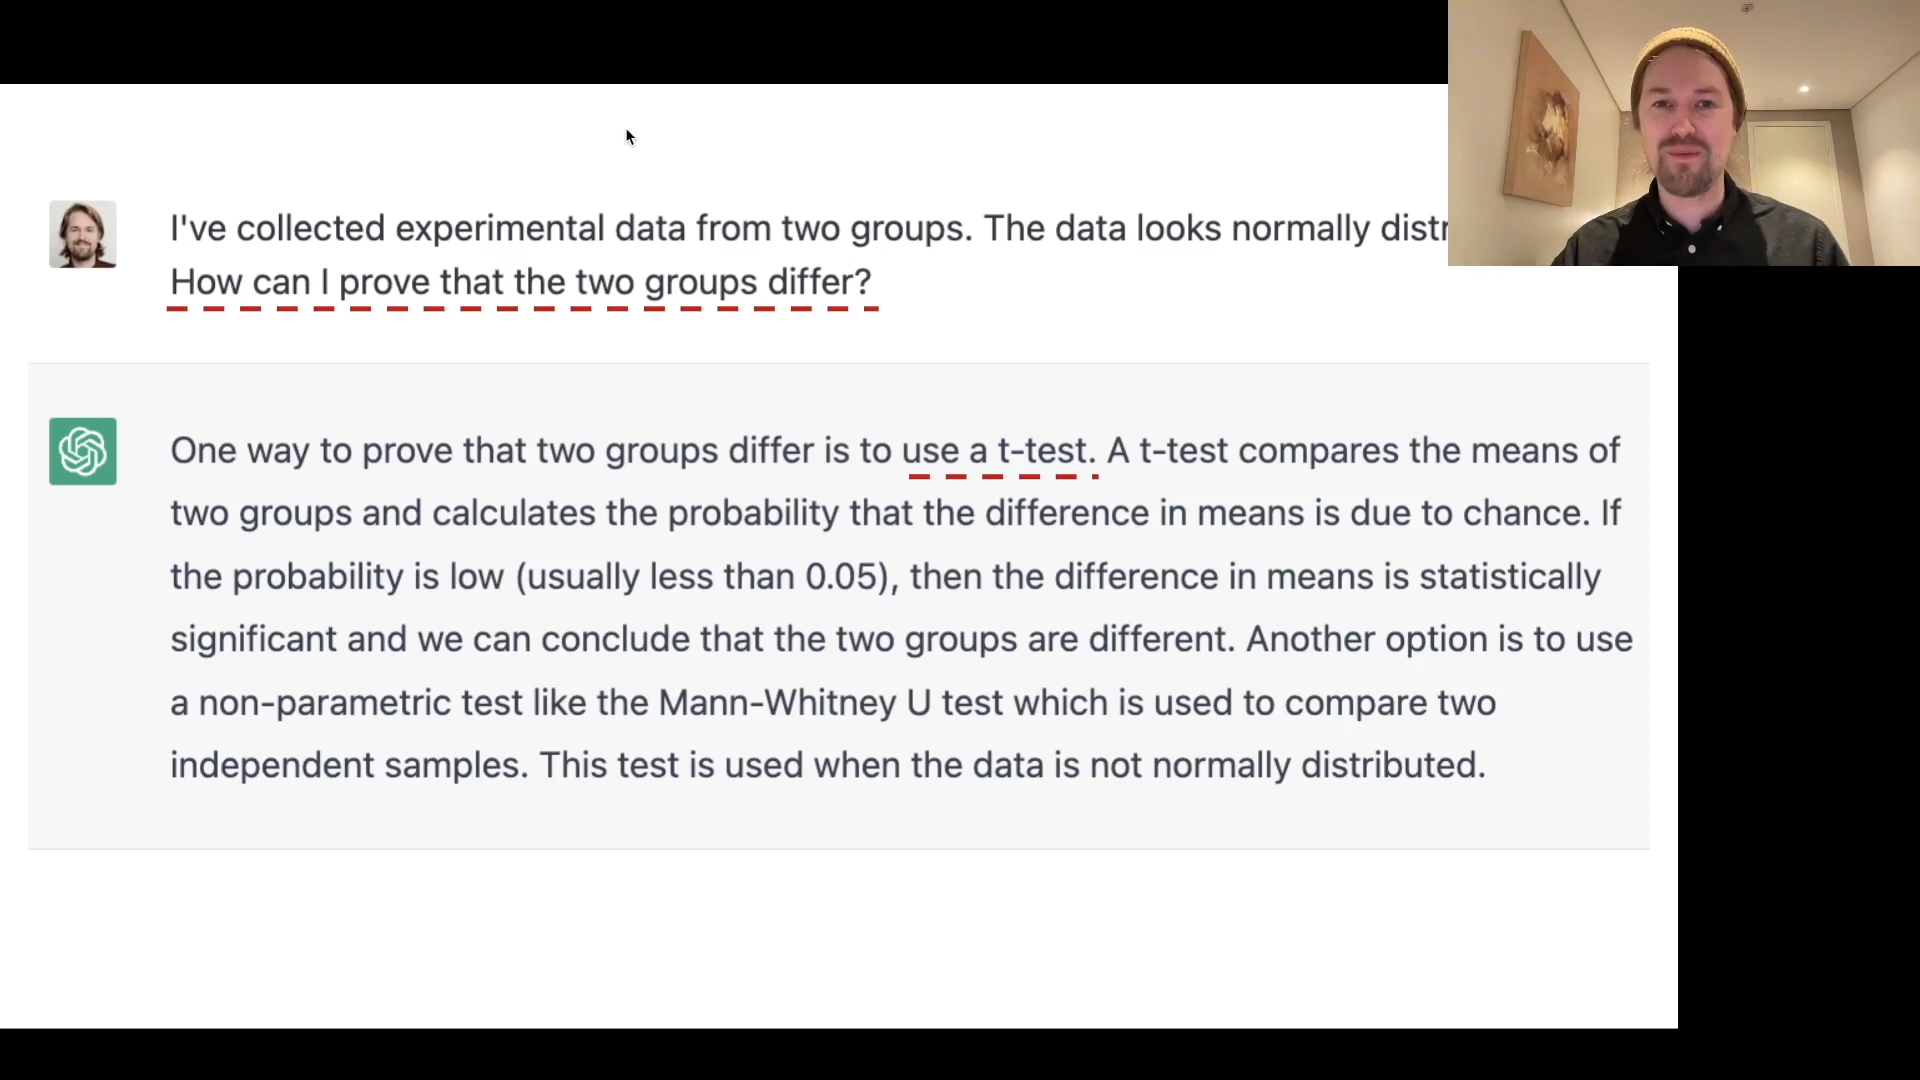 I've collected experimental data from two groups. The data looks normally
How can I prove that the two groups differ?
One way to prove that two groups differ is to use a t-test. A t-test compares the means of
two groups and calculates the probability that the difference in means is due to chance. If
the probability is low (usually less than 0.05), then the difference in means is statistically
significant and we can conclude that the two groups are different. Another option is to use
a non-parametric test like the Mann-Whitney U test which is used to compare two
independent samples. This test is used when the data is not normally distributed.